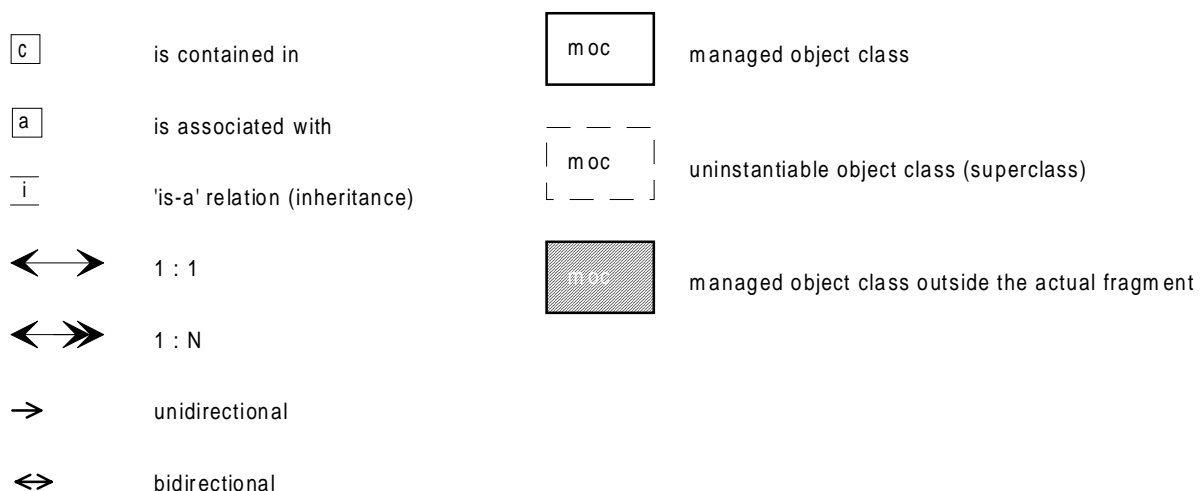 c is contained in
a is associated with
i 'is-a' relation (inheritance)
1 : 1
1 : N
unidirectional
bidirectional
moc managed object class
moc uninstantiable object class (superclass)
moc managed object class outside the actual fragment